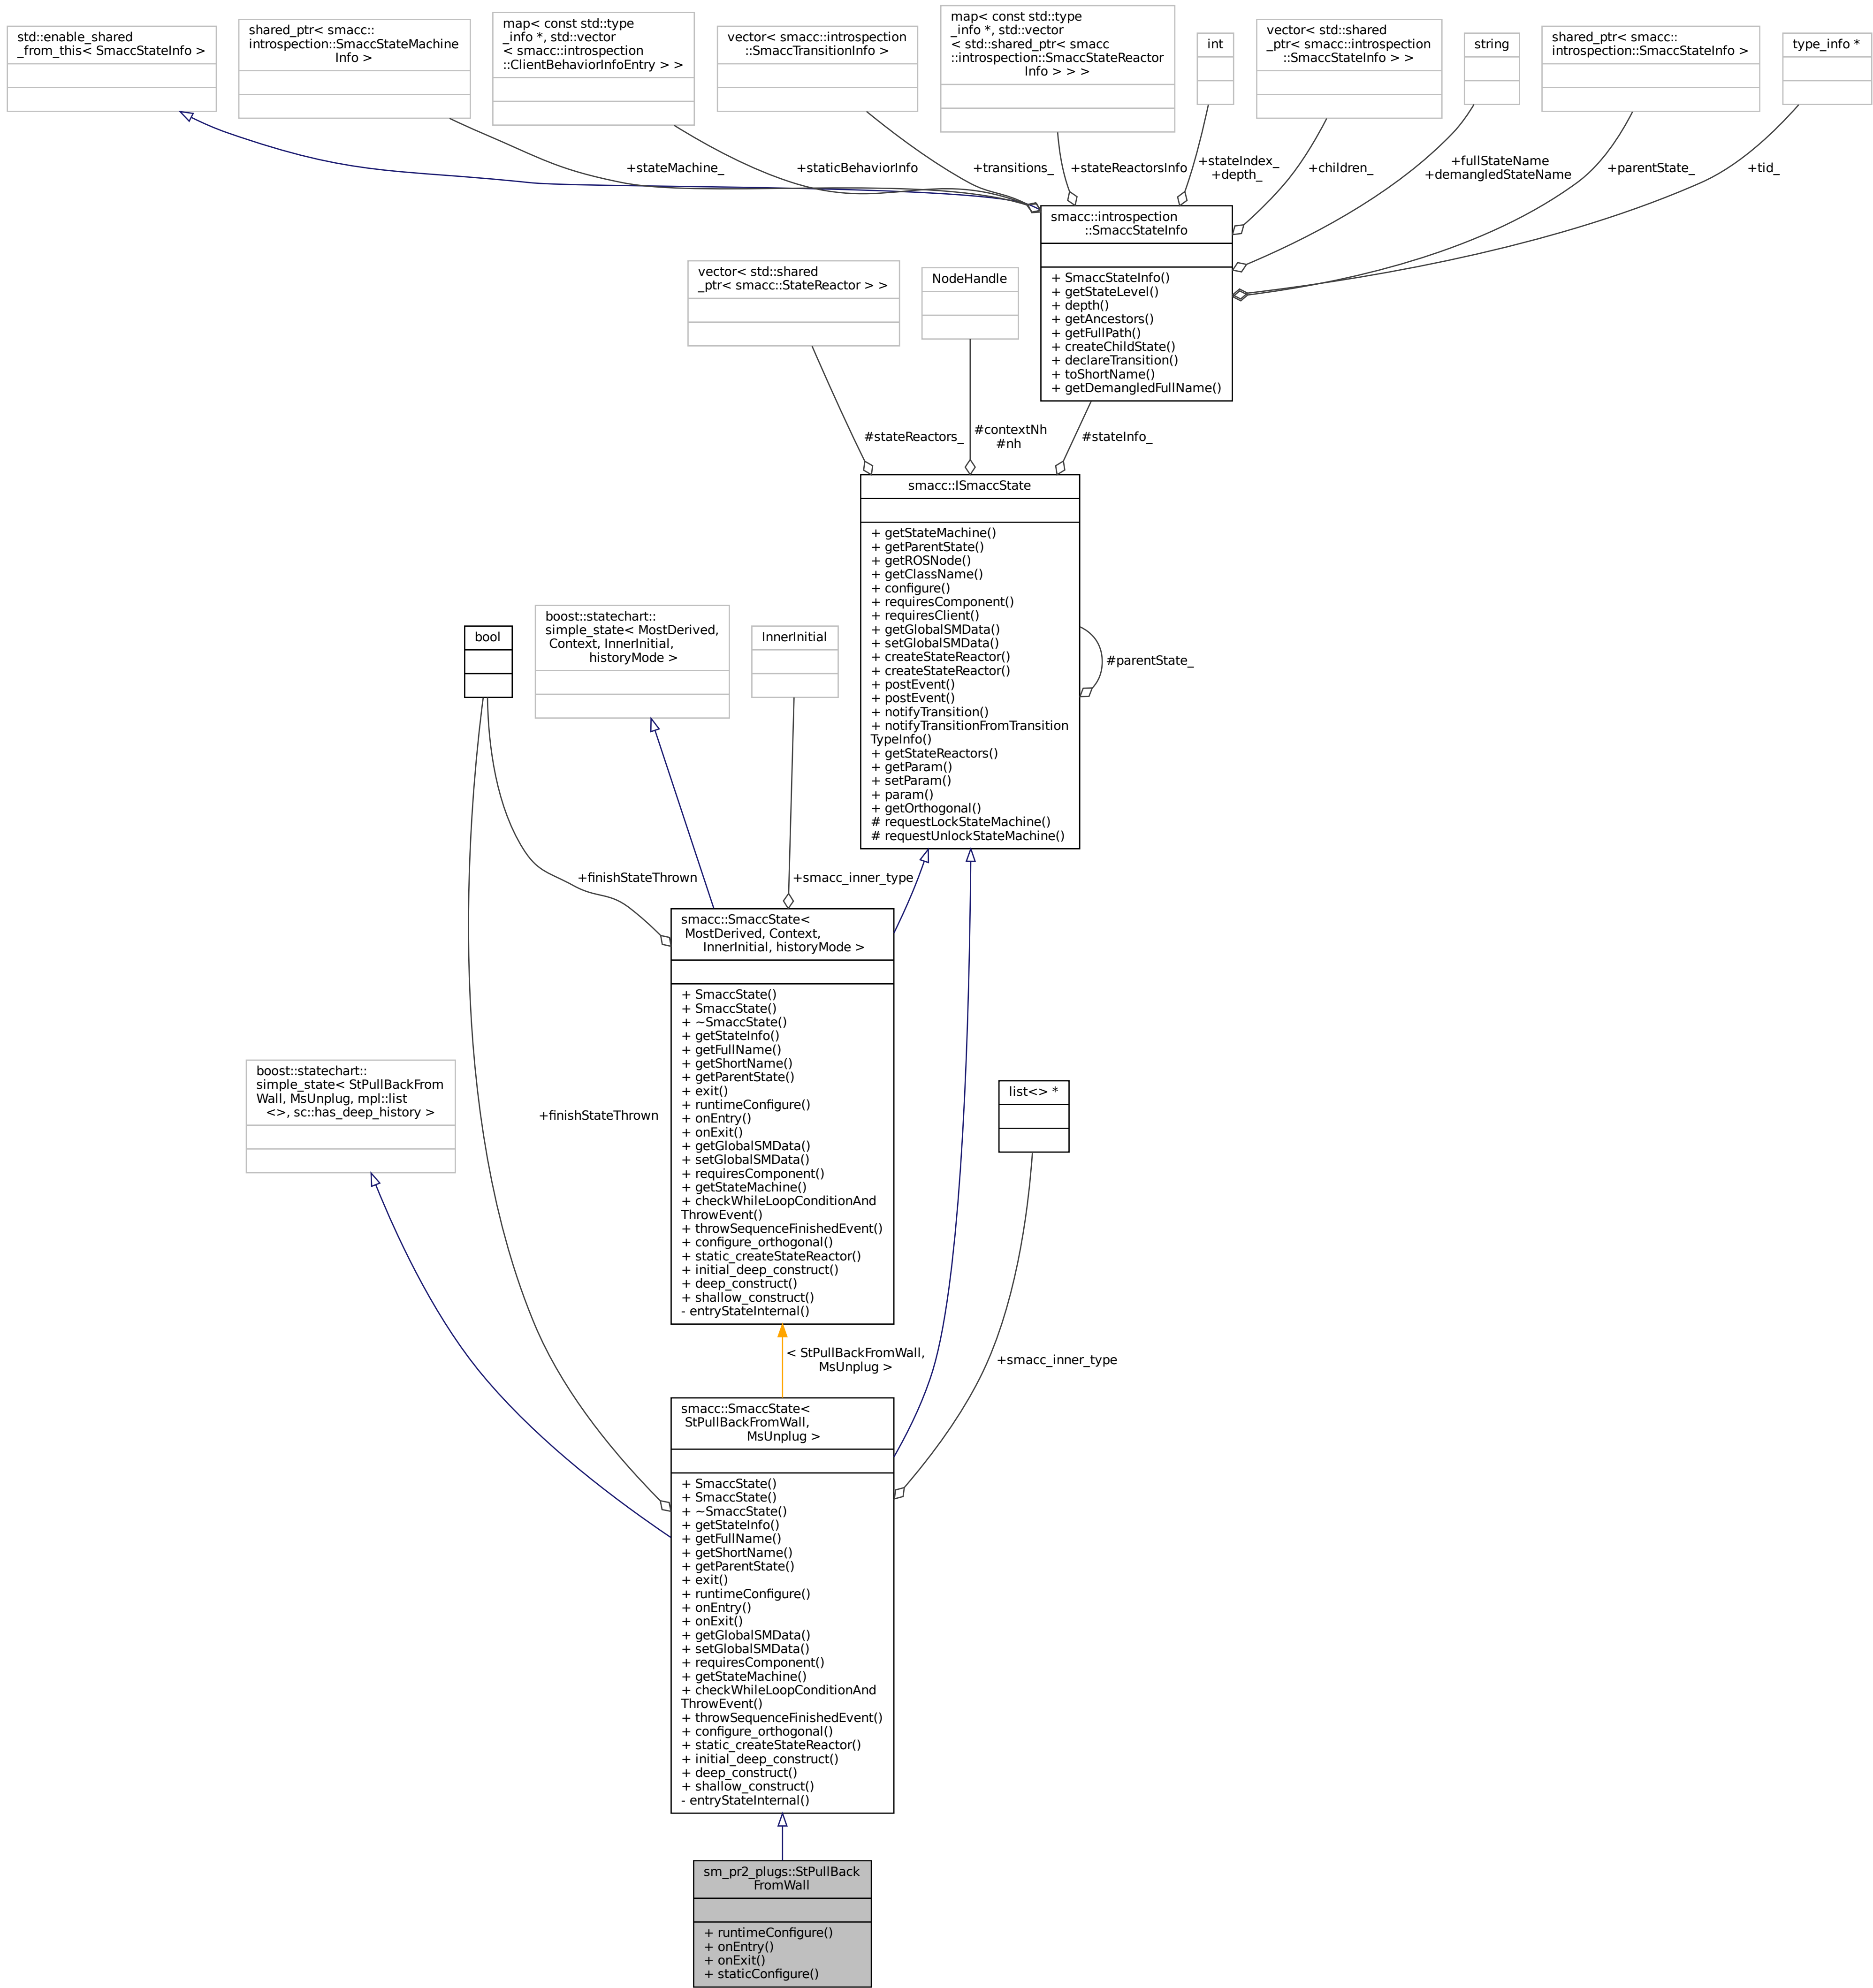 std::enable_shared
_from_this< SmaccStateInfo >
shared_ptr< smacc::
introspection::SmaccStateMachine
Info >
map< const std::type
_info *, std::vector
< smacc::introspection
::ClientBehaviorInfoEntry > >
vector< smacc::introspection
::SmaccTransitionInfo >
map< const std::type
_info *, std::vector
< std::shared_ptr< smacc
::introspection::SmaccStateReactor
Info > > >
int
vector< std::shared
_ptr< smacc::introspection
::SmaccStateInfo > >
string
shared_ptr< smacc::
introspection::SmaccStateInfo >
type_info *
+stateMachine_
+staticBehaviorInfo
+transitions_
+stateReactorsInfo
+stateIndex_
+depth_
+children_
+fullStateName
+demangledStateName
+parentState_
+tid_
smacc::introspection
::SmaccStateInfo
+ SmaccStateInfo()
+ getStateLevel()
+ depth()
+ getAncestors()
+ getFullPath()
+ createChildState()
+ declareTransition()
+ toShortName()
+ getDemangledFullName()
vector< std::shared
_ptr< smacc::StateReactor > >
NodeHandle
#stateReactors_
#contextNh
#nh
#stateInfo_
smacc::ISmaccState
+ getStateMachine()
+ getParentState()
+ getROSNode()
+ getClassName()
+ configure()
+ requiresComponent()
+ requiresClient()
+ getGlobalSMData()
+ setGlobalSMData()
+ createStateReactor()
+ createStateReactor()
+ postEvent()
+ postEvent()
+ notifyTransition()
+ notifyTransitionFromTransition
TypeInfo()
+ getStateReactors()
+ getParam()
+ setParam()
+ param()
+ getOrthogonal()
# requestLockStateMachine()
# requestUnlockStateMachine()
#parentState_
bool
boost::statechart::
simple_state< MostDerived,
Context, InnerInitial,
historyMode >
InnerInitial
+finishStateThrown
+smacc_inner_type
smacc::SmaccState<
MostDerived, Context,
InnerInitial, historyMode >
+ SmaccState()
+ SmaccState()
+ ~SmaccState()
+ getStateInfo()
+ getFullName()
+ getShortName()
+ getParentState()
+ exit()
+ runtimeConfigure()
+ onEntry()
+ onExit()
+ getGlobalSMData()
+ setGlobalSMData()
+ requiresComponent()
+ getStateMachine()
+ checkWhileLoopConditionAnd
ThrowEvent()
+ throwSequenceFinishedEvent()
+ configure_orthogonal()
+ static_createStateReactor()
+ initial_deep_construct()
+ deep_construct()
+ shallow_construct()
- entryStateInternal()
boost::statechart::
simple_state< StPullBackFrom
Wall, MsUnplug, mpl::list
<>, sc::has_deep_history >
+finishStateThrown
list<> *
< StPullBackFromWall,
MsUnplug >
+smacc_inner_type
smacc::SmaccState<
StPullBackFromWall,
MsUnplug >
+ SmaccState()
+ SmaccState()
+ ~SmaccState()
+ getStateInfo()
+ getFullName()
+ getShortName()
+ getParentState()
+ exit()
+ runtimeConfigure()
+ onEntry()
+ onExit()
+ getGlobalSMData()
+ setGlobalSMData()
+ requiresComponent()
+ getStateMachine()
+ checkWhileLoopConditionAnd
ThrowEvent()
+ throwSequenceFinishedEvent()
+ configure_orthogonal()
+ static_createStateReactor()
+ initial_deep_construct()
+ deep_construct()
+ shallow_construct()
- entryStateInternal()
sm_pr2_plugs::StPullBack
FromWall
+ runtimeConfigure()
+ onEntry()
+ onExit()
+ staticConfigure()